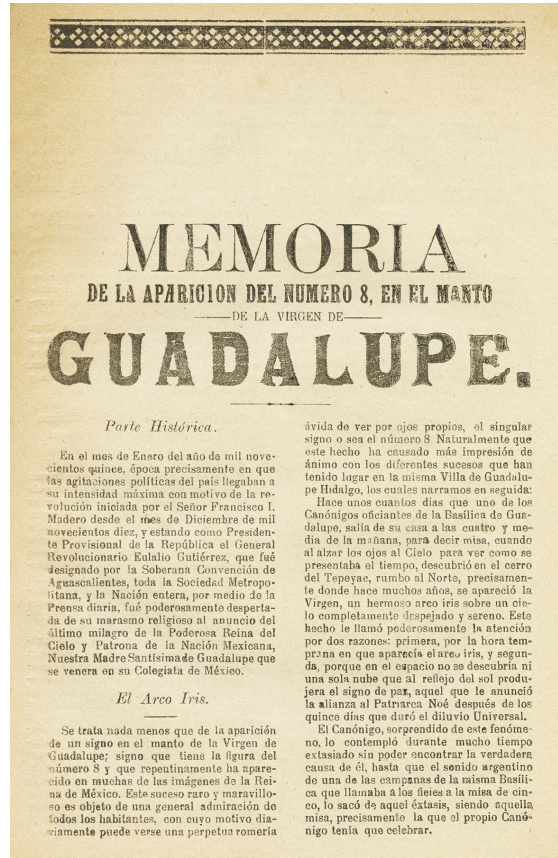 MEMORIA
DE LA APARICION DEL NUMERO 8, EN EL MANTO
DE LA VIRGEN DE
GUADALUPE.
Parte Histórica.
En el mes de Enero del año de mil nove-
cientos quince, época precisamente en que
las agitaciones políticas del país llegaban a
su intensidad máxima con motivo de la re-
volución iniciada por el Señor Francisco I.
Madero desde el mes de Diciembre de mil
novecientos diez, y estando como Presiden-
te Provisional de la República el General
Revolucionario Eulalio Gutiérrez, que fué
designado por la Soberana Convención de
Aguascalientes, toda la Sociedad Metropo-
litana, y la Nación entera, por medio de la
Prensa diaria, fué poderosamente desperta-
da de su marasmo religioso al anuncio del
último milagro de la Poderosa Reina del
Cielo y Patrona de la Nación Mexicana,
Nuestra Madre Santísima de Guadalupe que
se venera en su Colegiata de México.
El Arco Iris.
Se trata nada menos que de la aparición
de un signo en el manto de la Virgen de
Guadalupe; signo que tiene la figura del
número 8 y que repentinamente ha apare-
cido en muchas de las imágenes de la Rei-
na de México. Este suceso raro y maravillo-
so es objeto de una general admiración de
todos los habitantes, con cuyo motivo dia-
riamente puede verse una perpetua romería
ávida de ver por ojos propios, el singular
signo o sea el número 8 Naturalmente que
este hecho ha causado más impresión de
ánimo con los diferentes sucesos que han
tenido lugar en la misma Villa de Guadalu-
pe Hidalgo, los cuales narramos en seguida:
Hace unos cuantos días que uno de los
Canónigos oficiantes de la Basílica de Gua-
dalupe, salía de su casa a las cuatro y me-
dia de la mañana, para decir misa, cuando
al alzar los ojos al Cielo para ver como se
presentaba el tiempo, descubrió en el cerro
del Tepeyac, rumbo al Norte, precisamen-
te donde hace muchos años, se apareció la
Virgen, un hermoso arco iris sobre un cie-
lo completamente despejado y sereno. Este
hecho le llamó poderosamente la atención
por dos razones: primera, por la hora tem-
prana en que aparecía el arco iris, y segun-
da, porque en el espacio no se descubría ni
una sola nube que al reflejo del sol produ-
jera el signo de paz, aquel que le anunció
la alianza al Patriarca Noé después de los
quince días que duró el diluvio Universal.
El Canónigo, sorprendido de este fenóme-
no, lo contempló durante mucho tiempo
extasiado sin poder encontrar la verdadera
causa de él, hasta que el sonido argentino
de una de las campanas de la misma Basíli-
ca que llamaba a los fieles a la misa de cin-
co, lo sacó de aquel éxtasis, siendo aquella
misa, precisamente la que el propio Canó-
nigo tenía que celebrar.